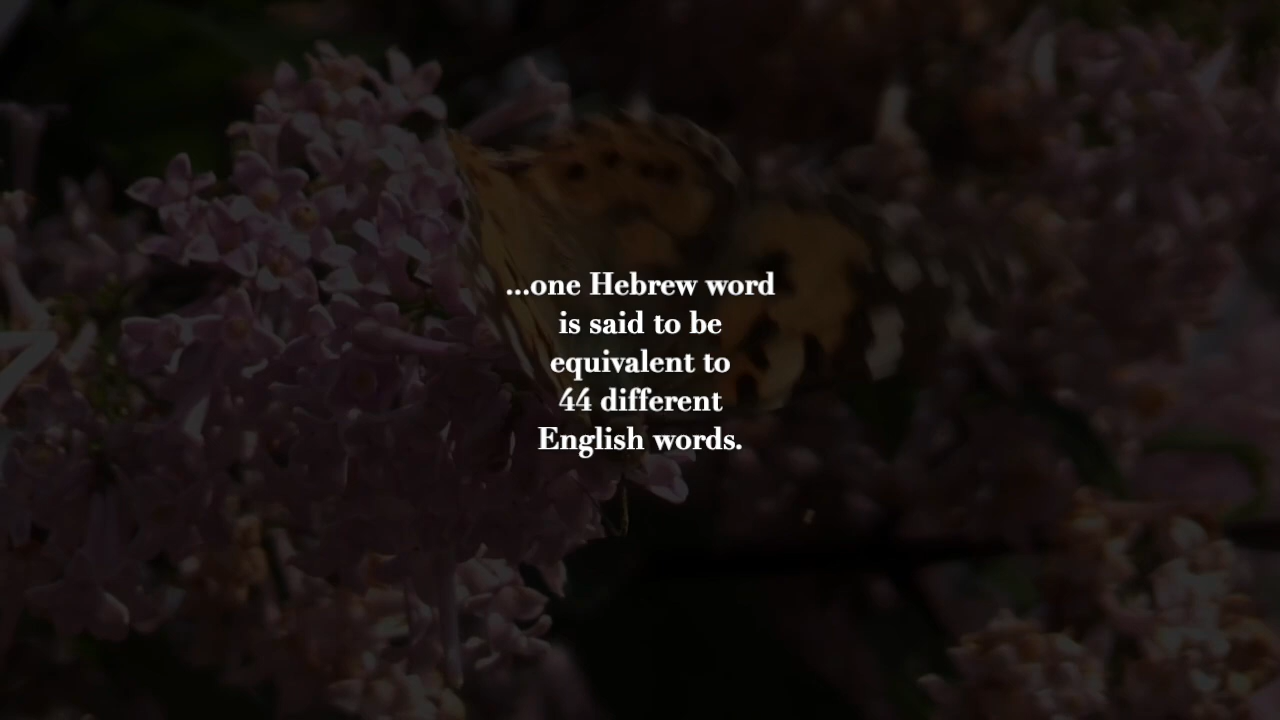 ...one Hebrew word
is said to be
equivalent to
44 different
English words.